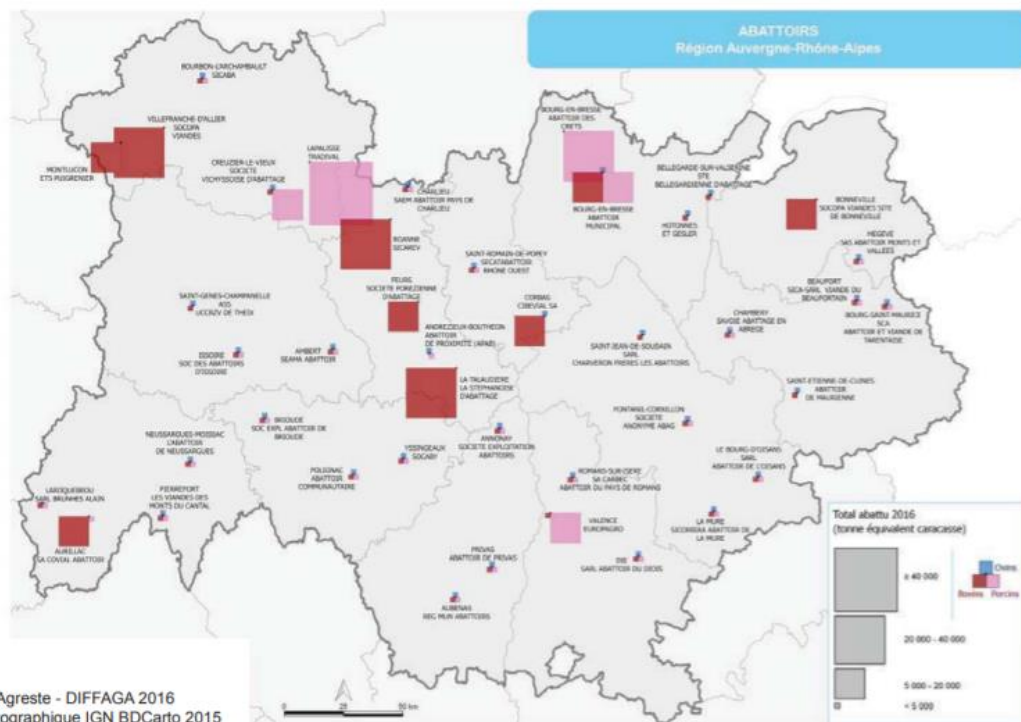 ABATTOIRS
Région Auvergne-Rhône-Alpes
BOURBON-L'ARCHAMBAULT
SICABA
VILLEFRANCHE-D'ALLIER
SOCOPA
VIANDES
MONTLUCON
ETS PUIGRENIER
CREUZIER-LE-VIEUX
SOCIETE
VICHYSSOISE D'ABATTAGE
LAPALISSE
TRADIVAL
CHARLIEU
SAEM ABATTOIR PAYS DE
CHARLIEU
BOURG-EN-BRESSE
ABATTOIR DES
CRETS
BOURG-EN-BRESSE
ABATTOIR
MUNICIPAL
BELLEGARDE-SUR-VALSERINE
STE
BELLEGARDIENNE D'ABATTAGE
HOTONNES
ET GESLER
BONNEVILLE
SOCOPA VIANDES SITE
DE BONNEVILLE
MEGEVE
SAS ABATTOIR MONTS ET
VALLEES
ROANNE
SICAREV
SAINT-ROMAIN-DE-POPEY
SECATABATTOIR
RHONE OUEST
FEURS
SOCIETE FOREZIENNE
D'ABATTAGE
CORBAS
CIBEVIAL SA
BEAUFORT
SICA-SARL VIANDE DU
BEAUFORTAIN
BOURG-SAINT-MAURICE
SCA
ABATTOIR ET VIANDE DE
TARENTAISE
CHAMBERY
SAVOIE ABATTAGE EN
ABREGE
SAINT-GENES-CHAMPANELLE
ASS
UCCRZV DE THEIX
ISSOIRE
SOC DES ABATTOIRS
D'ISSOIRE
AMBERT
SEAMA ABATTOIR
ANDREZIEUX-BOUTHEON
ABATTOIR
DE PROXIMITE (APAB)
SAINT-JEAN-DE-SOUDAIN
SARL
CHARVERON FRERES LES ABATTOIRS
LA TALAUDIERE
LA STEPHANOISE
D'ABATTAGE
SAINT-ETIENNE-DE-CUINES
ABATTOIR
DE MAURIENNE
BRIOUDE
SOC EXPL ABATTOIR DE
BRIOUDE
ANNONAY
SOCIETE EXPLOITATION
ABATTOIRS
FONTANIL-CORNILLON
SOCIETE
ANONYME ABAG
NEUSSARGUES-MOISSAC
L'ABATTOIR
DE NEUSSARGUES
YSSINGEAUX
SOCABY
POLIGNAC
ABATTOIR
COMMUNAUTAIRE
ROMANS-SUR-ISERE
SA CARBEC
ABATTOIR DU PAYS DE ROMANS
LE BOURG-D'OISANS
SARL
ABATTOIR DE L'OISANS
LAROQUEBROU
SARL BRUNHES ALAIN
PIERREFORT
LES VIANDES DES
MONTS DU CANTAL
AURILLAC
SA COVIAL ABATTOIR
VALENCE
EUROPAGRO
LA MURE
ABATTOIR DE
LA MURE
PRIVAS
ABATTOIR DE PRIVAS
DIE
SARL ABATTOIR DU DIOIS
AUBENAS
REG MUN ABATTOIRS
Total abattu 2016
(tonne équivalent carcasse)
≥ 40 000
20 000 - 40 000
5 000 - 20 000
< 5 000
Ovins
Bovins Porcins
0 25 50 km
Agreste - DIFFAGA 2016
ographique IGN BDCarto 2015